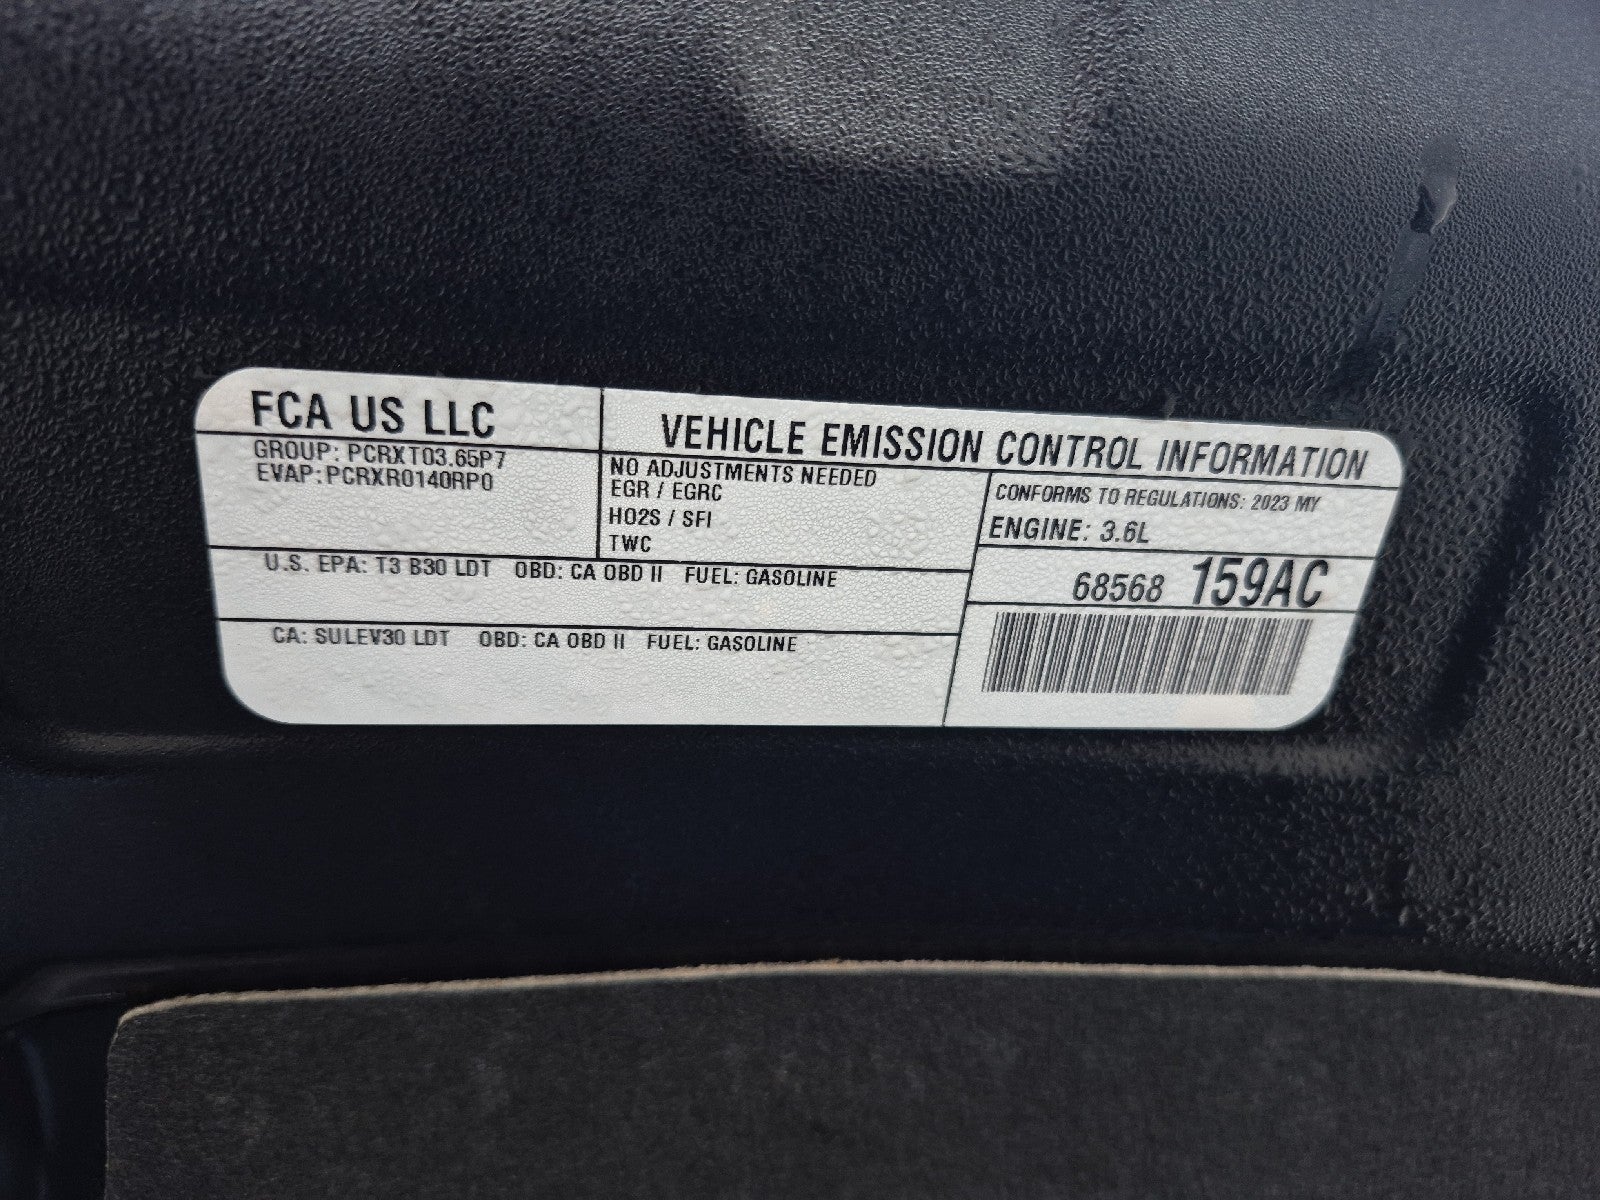 FCA US LLC
GROUP: PCRXT03.65P7
EVAP:PCRXR0140RP0
VEHICLE EMISSION CONTROL INFORMATION
NO ADJUSTMENTS NEEDED
EGR / EGRC
HO2S / SFI
TWC
CONFORMS TO REGULATIONS: 2023 MY
ENGINE: 3.6L
68568 159AC
U.S. EPA: T3 B30 LDT OBD: CA OBD II FUEL: GASOLINE
CA: SULEV30 LDT OBD: CA OBD II FUEL: GASOLINE